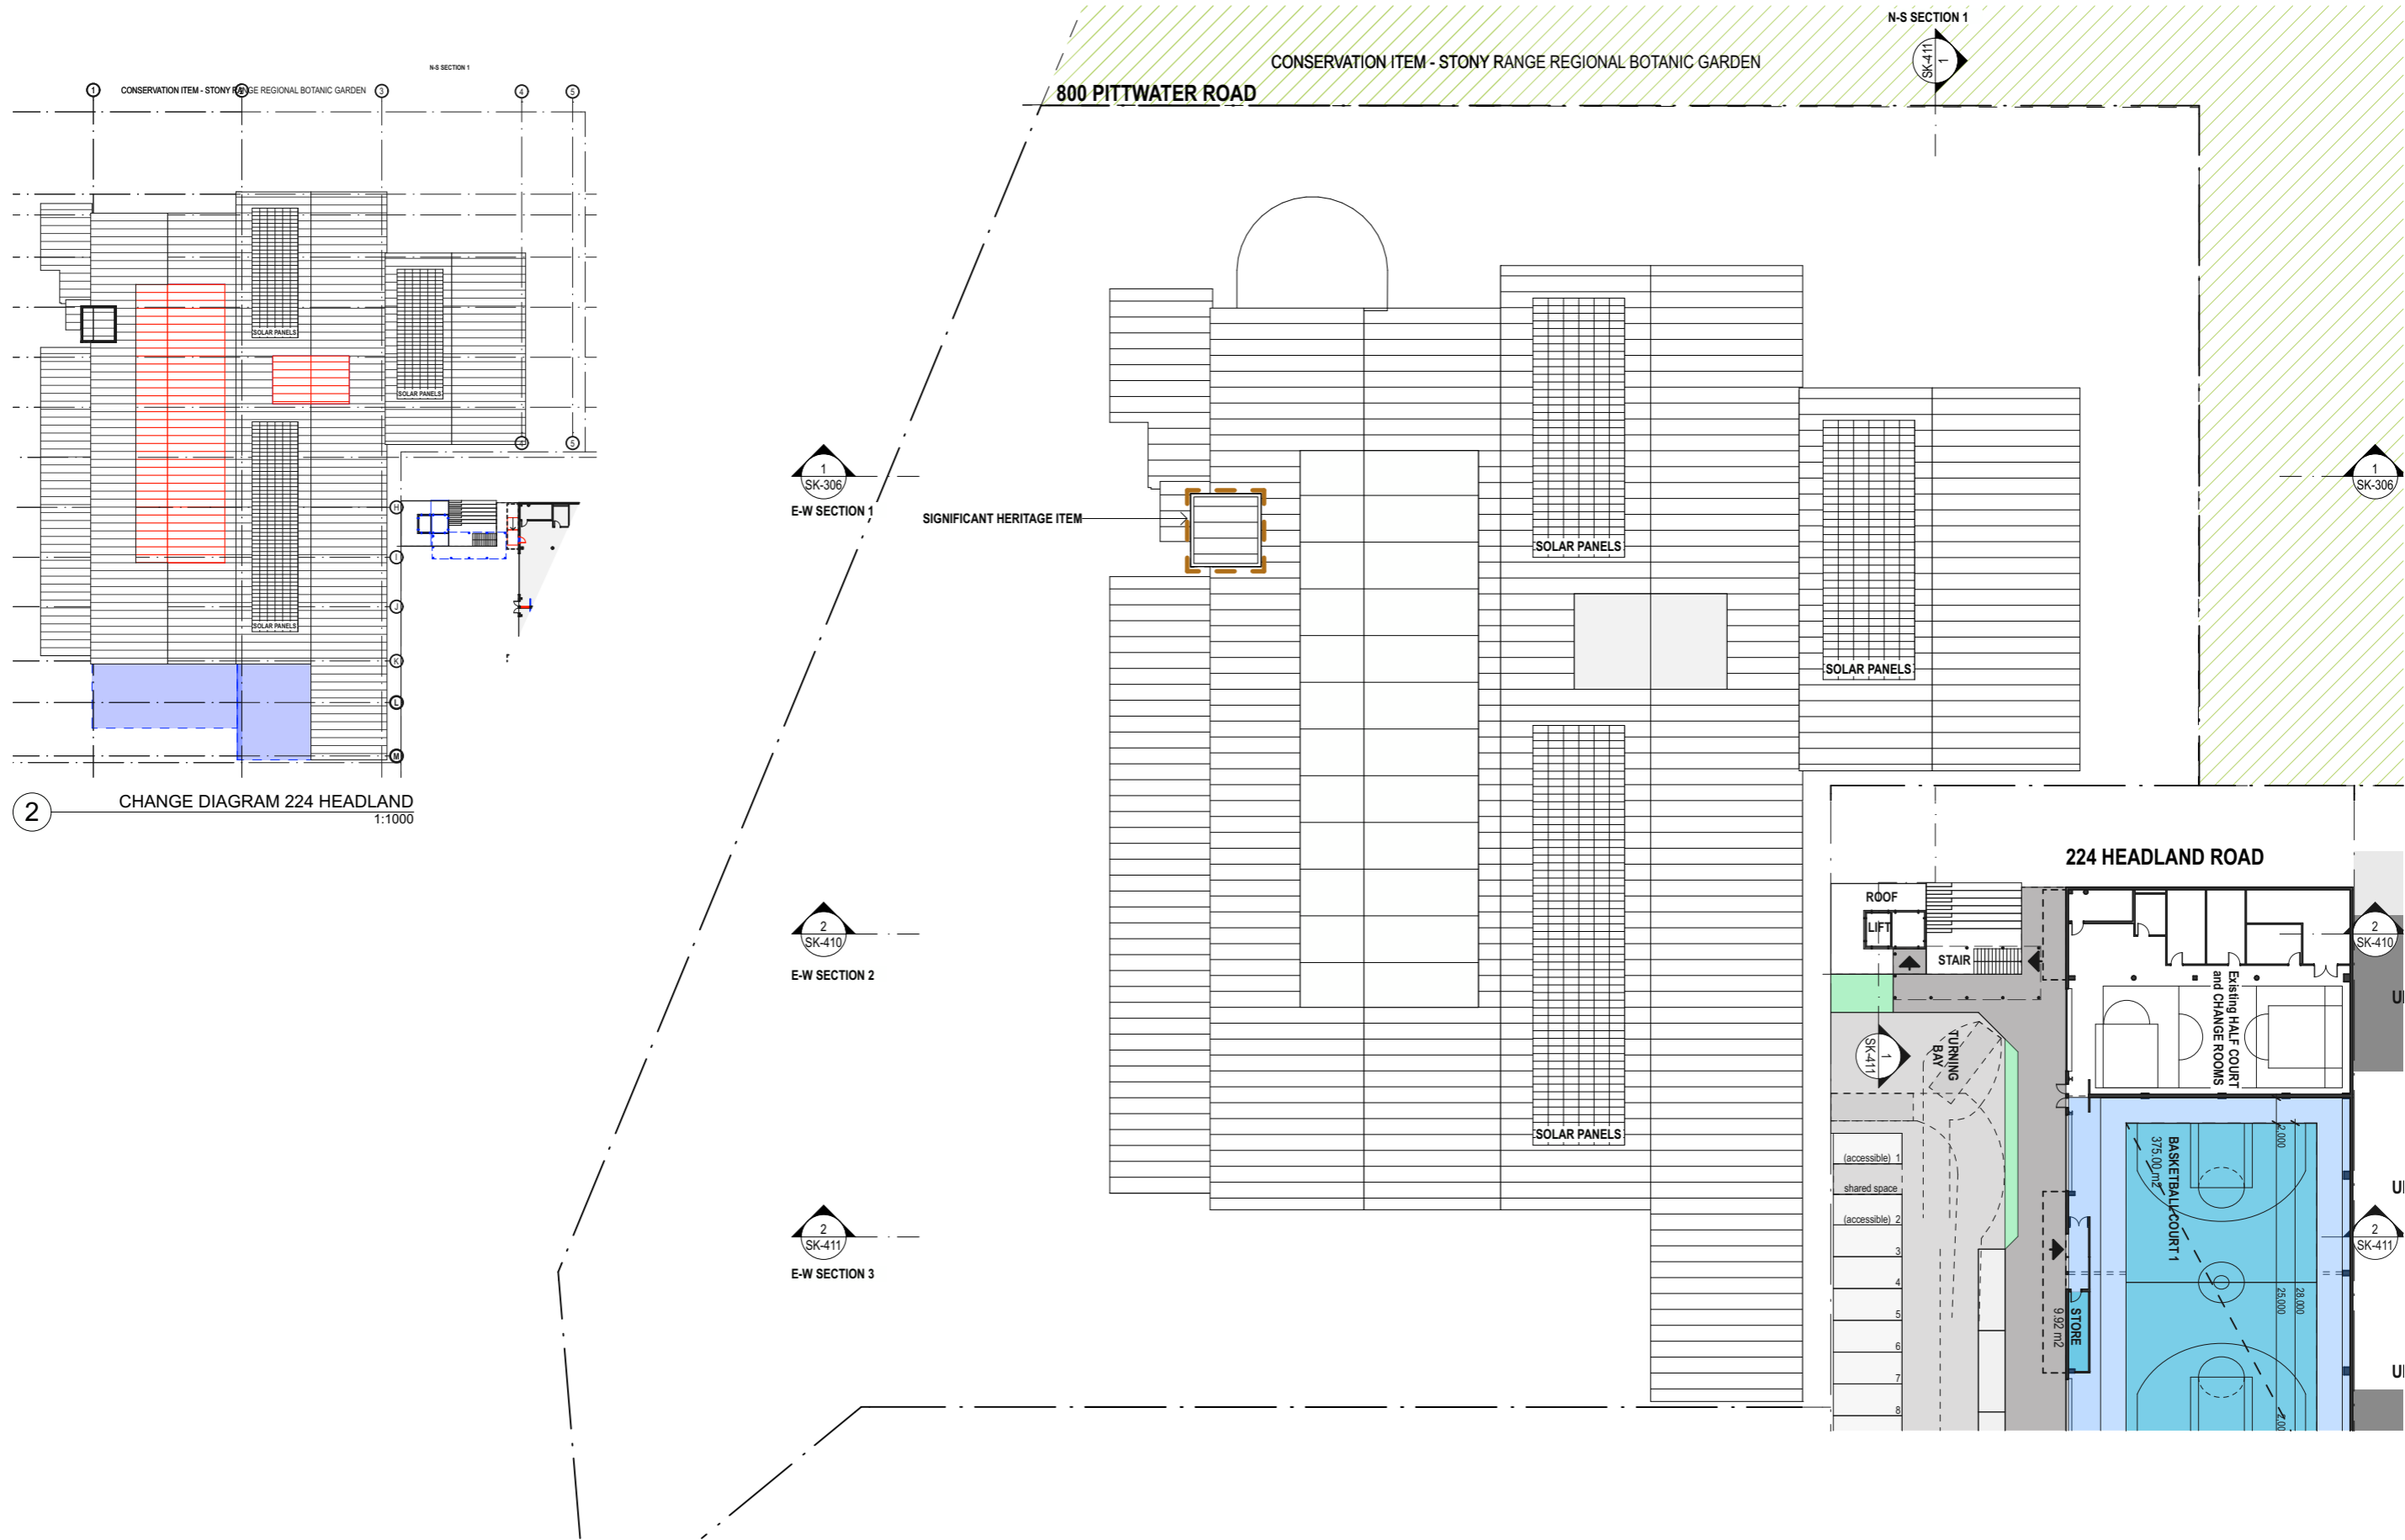 N-S SECTION 1
CONSERVATION ITEM - STONY RANGE REGIONAL BOTANIC GARDEN
SK-411
1
800 PITTWATER ROAD
N-S SECTION 1
1
CONSERVATION ITEM - STONY RANGE REGIONAL BOTANIC GARDEN
3
4
5
SOLAR PANELS
SOLAR PANELS
4
5
H
I
J
SOLAR PANELS
K
L
M
2
CHANGE DIAGRAM 224 HEADLAND
1:1000
1
SK-306
E-W SECTION 1
1
SK-306
SIGNIFICANT HERITAGE ITEM
SOLAR PANELS
SOLAR PANELS
SOLAR PANELS
2
SK-410
E-W SECTION 2
2
SK-411
E-W SECTION 3
224 HEADLAND ROAD
ROOF
LIFT
STAIR
2
SK-410
Existing HALF COURT
and CHANGE ROOMS
1
SK-411
TURNING
BAY
(accessible) 1
shared space
(accessible) 2
3
4
5
6
7
8
BASKETBALL COURT 1
375.00 m2
2,000
28,000
25,000
STORE
9.92 m2
2
SK-411